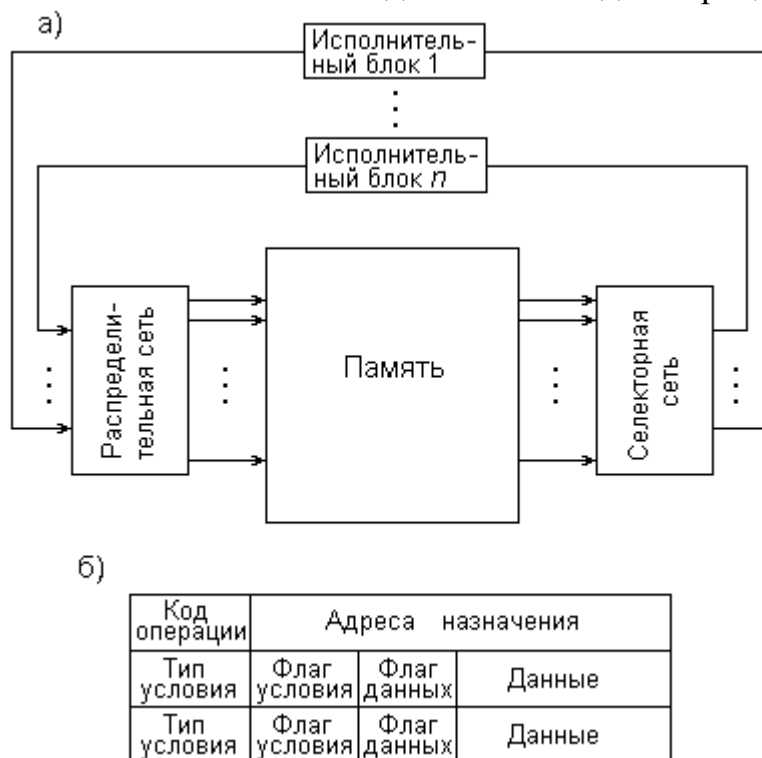 а)
Исполнитель-
ный блок 1
Исполнитель-
ный блок n
Распредели-
тельная сеть
Память
Селекторная
сеть
б)
Код
операции
Адреса назначения
Тип
условия
Флаг
условия
Флаг
данных
Данные
Тип
условия
Флаг
условия
Флаг
данных
Данные